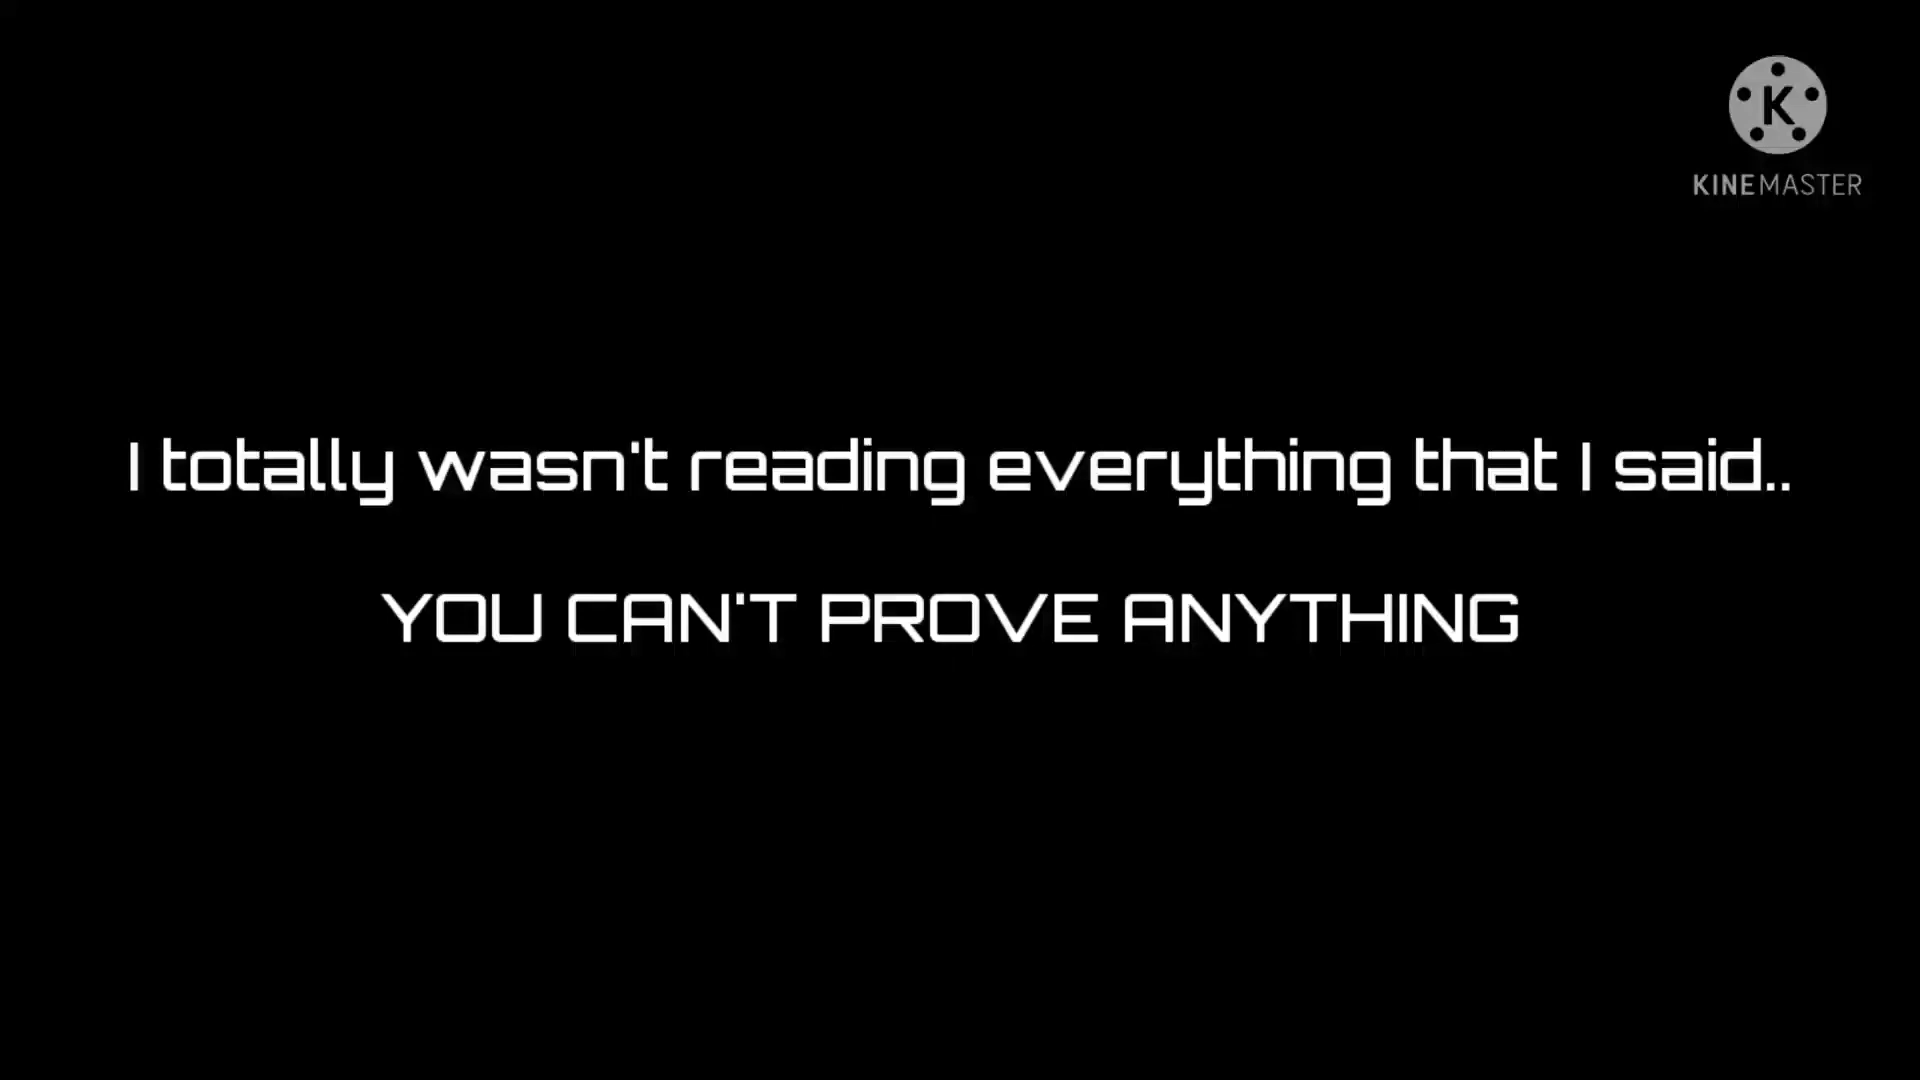 K
KINEMASTER
I totally wasn't reading everything that I said..
YOU CAN'T PROVE ANYTHING